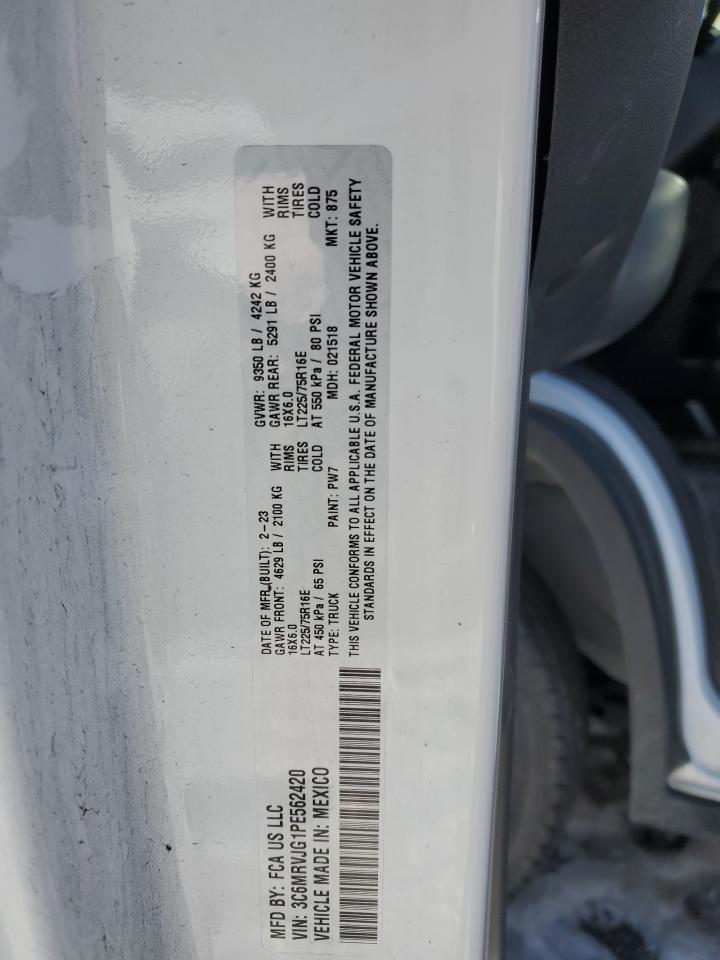 MFD BY: FCA US LLC
VIN: 3C6MRVJG1PE562420
VEHICLE MADE IN: MEXICO
DATE OF MFR (BUILT): 2-23 GVWR: 9350 LB / 4242 KG
GAWR FRONT: 4629 LB / 2100 KG WITH GAWR REAR: 5291 LB / 2400 KG WITH
16X6.0 RIMS 16X6.0 RIMS
LT225/75R16E TIRES LT225/75R16E TIRES
AT 450 kPa / 65 PSI COLD AT 550 kPa / 80 PSI COLD
TYPE: TRUCK PAINT: PW7 MDH: 021518 MKT: 875
THIS VEHICLE CONFORMS TO ALL APPLICABLE U.S.A. FEDERAL MOTOR VEHICLE SAFETY
STANDARDS IN EFFECT ON THE DATE OF MANUFACTURE SHOWN ABOVE.